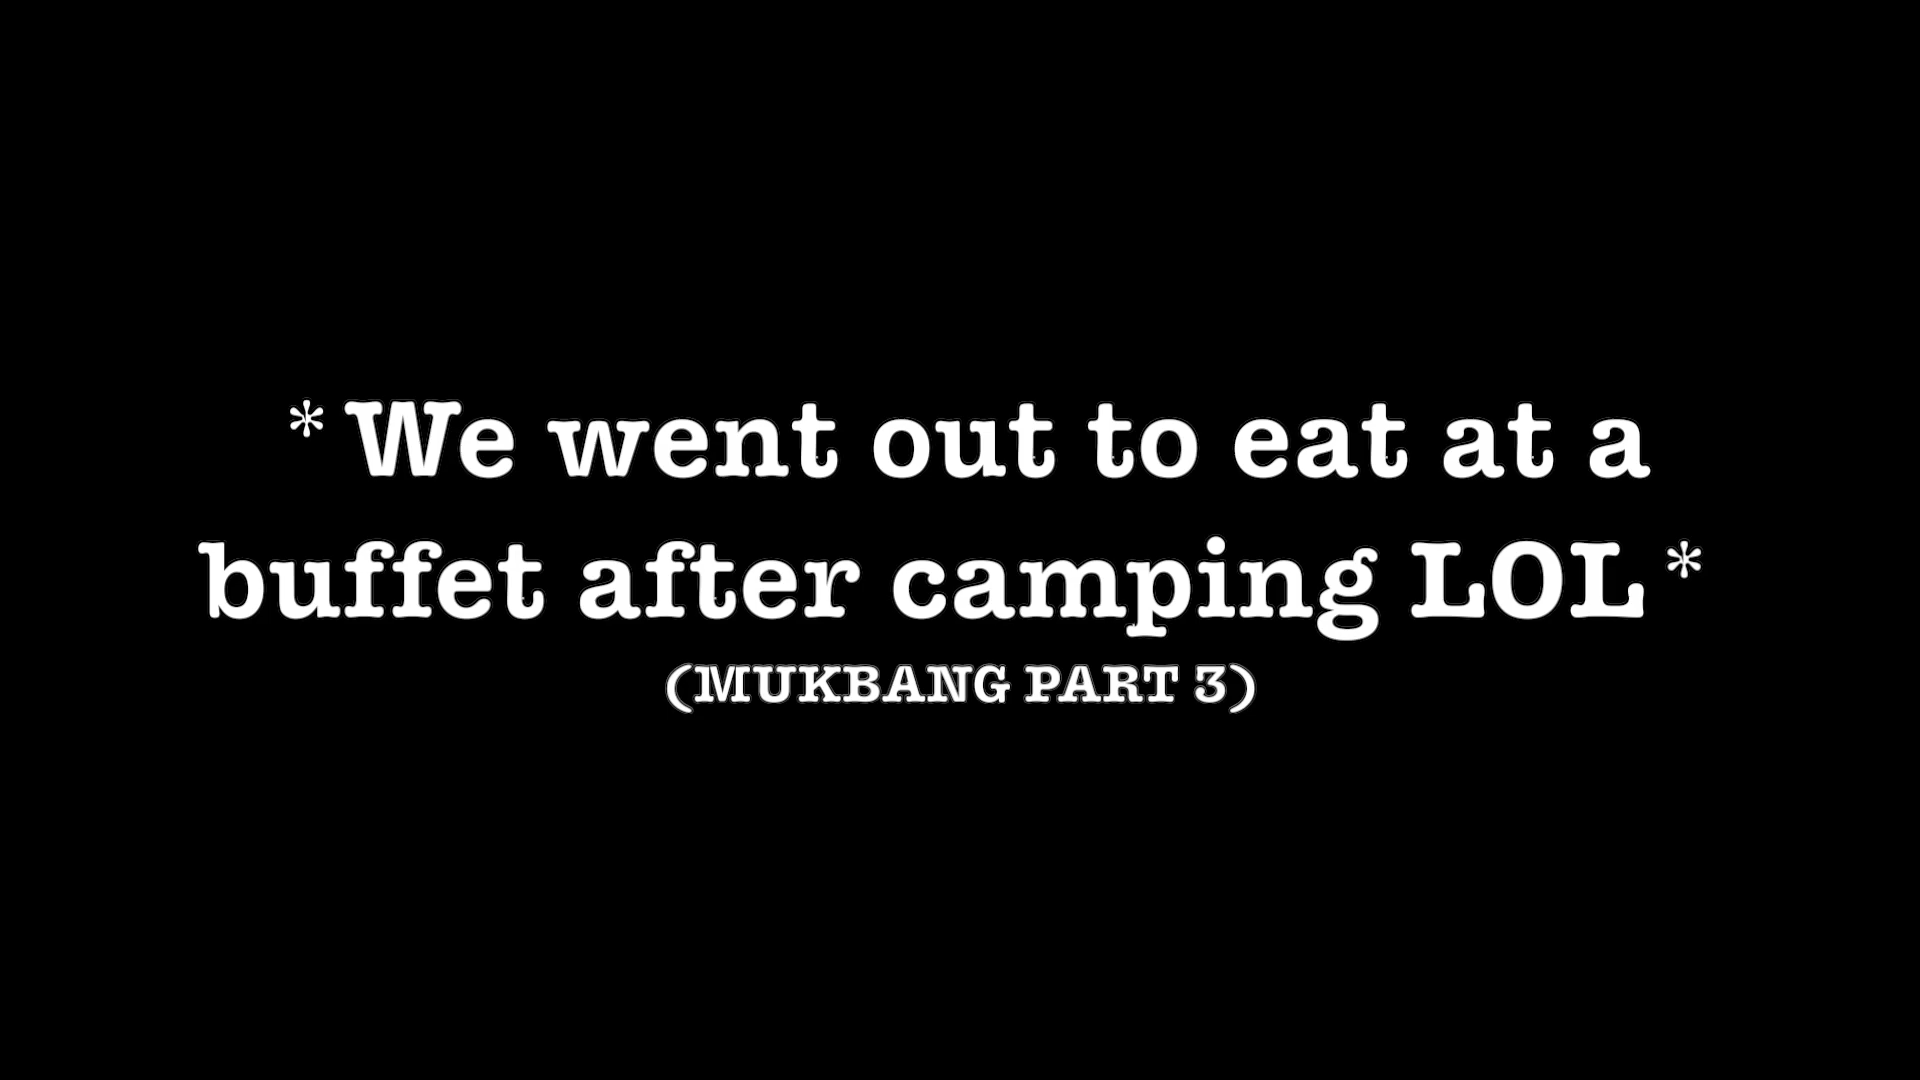 * We went out to eat at a
buffet after camping LOL *
(MUKBANG PART 3)